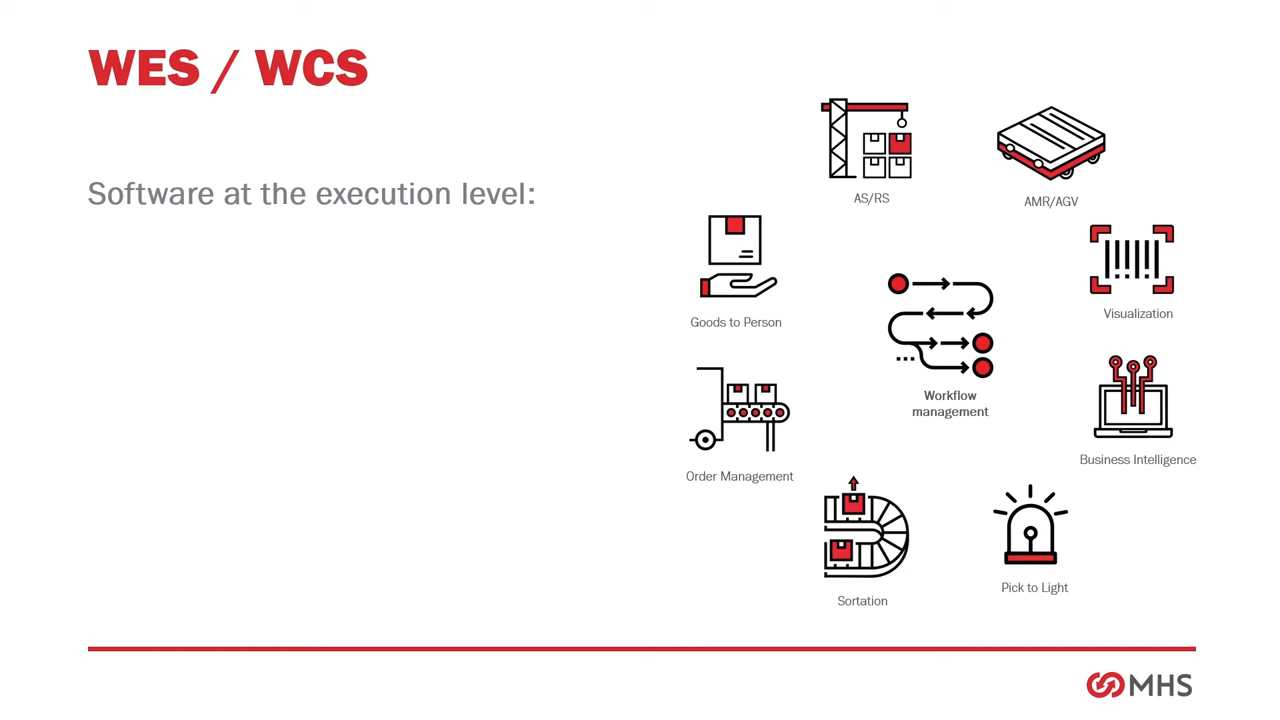 WES / WCS
Software at the execution level:
AS/RS
AMR/AGV
Goods to Person
Visualization
Workflow
management
Order Management
Business Intelligence
Sortation
Pick to Light
MHS